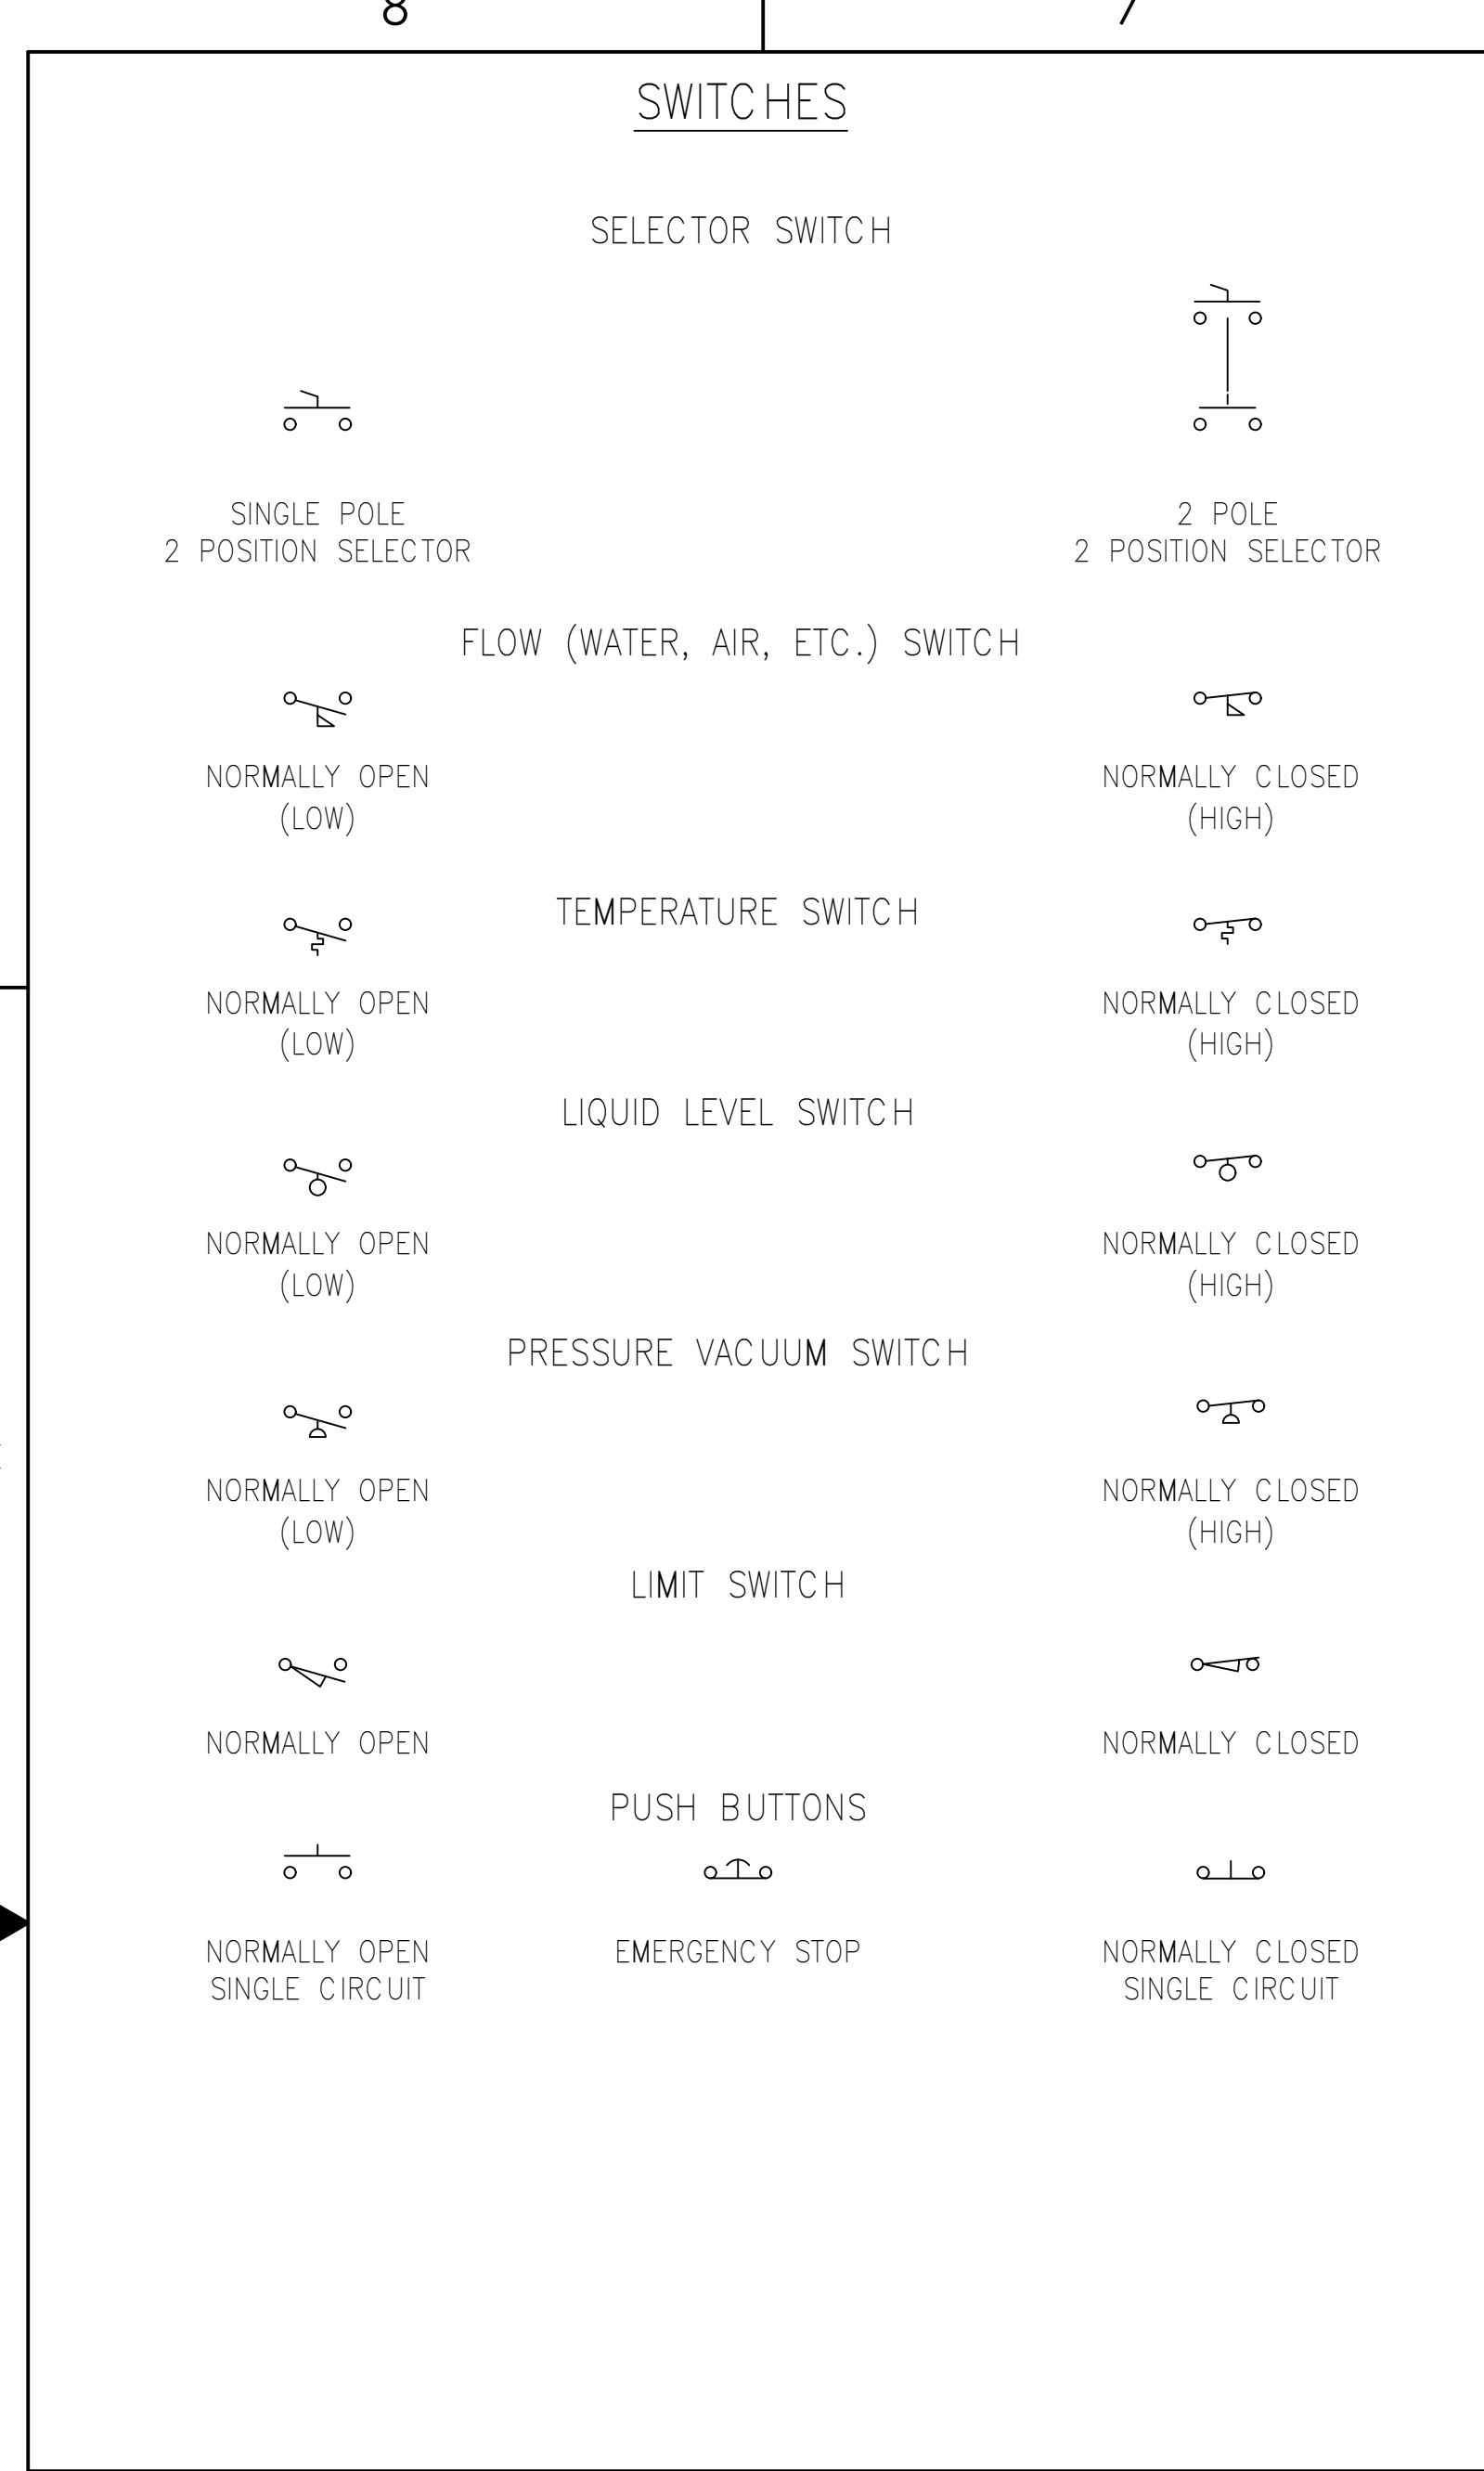 8 7
SWITCHES
SELECTOR SWITCH
SINGLE POLE
2 POSITION SELECTOR
2 POLE
2 POSITION SELECTOR
FLOW (WATER, AIR, ETC.) SWITCH
NORMALLY OPEN
(LOW)
NORMALLY CLOSED
(HIGH)
TEMPERATURE SWITCH
NORMALLY OPEN
(LOW)
NORMALLY CLOSED
(HIGH)
LIQUID LEVEL SWITCH
NORMALLY OPEN
(LOW)
NORMALLY CLOSED
(HIGH)
PRESSURE VACUUM SWITCH
NORMALLY OPEN
(LOW)
NORMALLY CLOSED
(HIGH)
LIMIT SWITCH
NORMALLY OPEN
NORMALLY CLOSED
PUSH BUTTONS
NORMALLY OPEN
SINGLE CIRCUIT
EMERGENCY STOP
NORMALLY CLOSED
SINGLE CIRCUIT